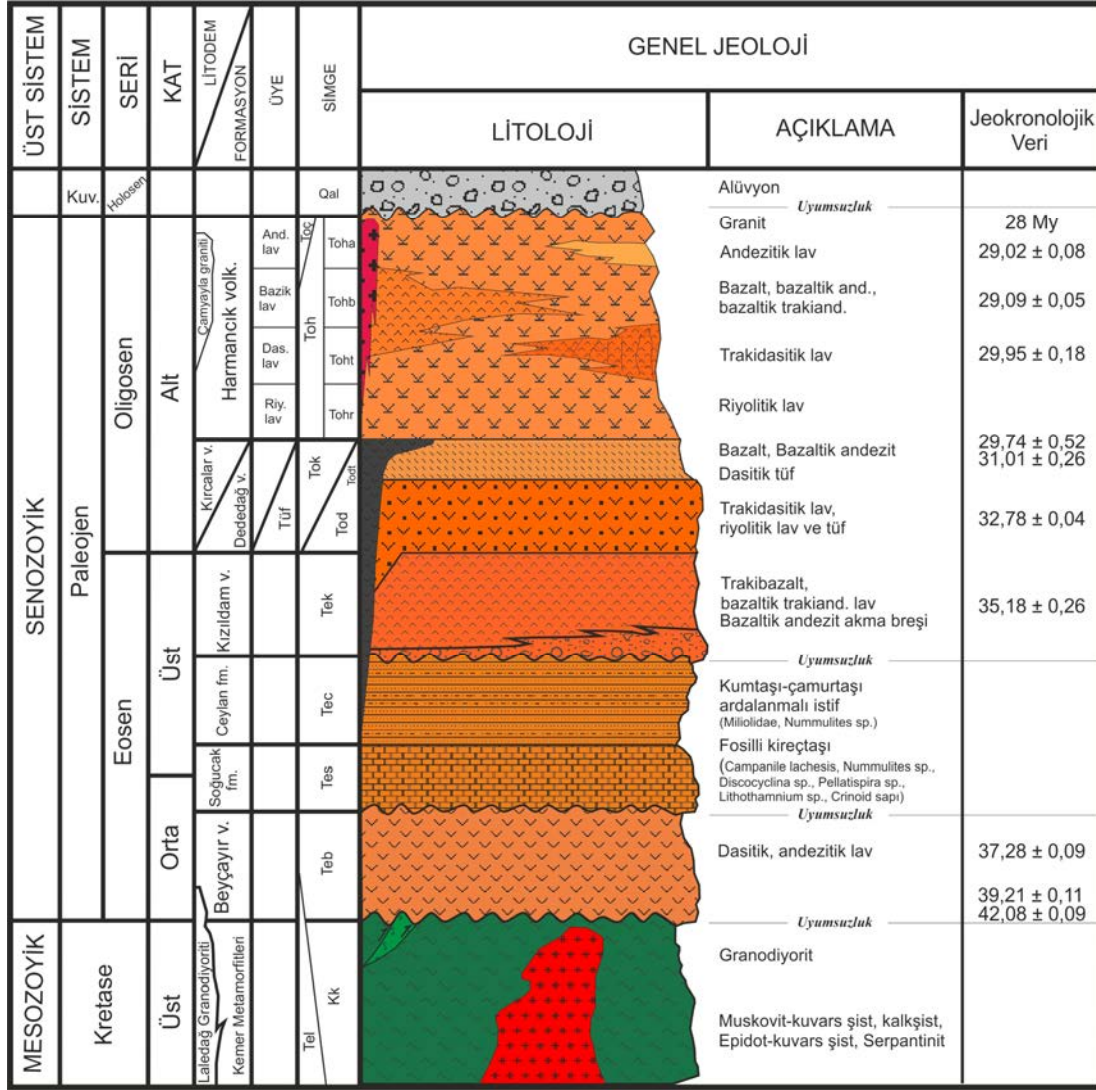 ÜST SİSTEM
SİSTEM
SERİ
KAT
LİTODEM
FORMASYON
ÜYE
SİMGE
GENEL JEOLOJİ
LİTOLOJİ
AÇIKLAMA
Jeokronolojik
Veri
Kuv.
Holosen
Qal
Alüvyon
Uyumsuzluk
SENOZOYİK
Paleojen
Oligosen
Alt
Çamyayla graniti
Harmancık volk.
And.
lav
Bazik
lav
Das.
lav
Riy.
lav
Toç
Toh
Toha
Tohb
Toht
Tohr
Granit
28 My
Andezitik lav
29,02 ± 0,08
Bazalt, bazaltik and.,
bazaltik trakiand.
29,09 ± 0,05
Trakidasitik lav
29,95 ± 0,18
Riyolitik lav
Kırcalar v.
Dededağ v.
Tüf
Tok
Todt
Tod
Bazalt, Bazaltik andezit
29,74 ± 0,52
31,01 ± 0,26
Dasitik tüf
Trakidasitik lav,
riyolitik lav ve tüf
32,78 ± 0,04
Eosen
Üst
Kızıldam v.
Tek
Trakibazalt,
bazaltik trakiand. lav
Bazaltik andezit akma breşi
35,18 ± 0,26
Uyumsuzluk
Ceylan fm.
Tec
Kumtaşı-çamurtaşı
ardalanmalı istif
(Miliolidae, Nummulites sp.)
Soğucak
fm.
Tes
Fosilli kireçtaşı
(Campanile lachesis, Nummulites sp.,
Discocyclina sp., Pellatispira sp.,
Lithothamnium sp., Crinoid sapı)
Uyumsuzluk
Orta
Beyçayır v.
Teb
Dasitik, andezitik lav
37,28 ± 0,09
39,21 ± 0,11
42,08 ± 0,09
Uyumsuzluk
MESOZOYİK
Kretase
Üst
Laledağ Granodiyoriti
Kemer Metamorfitleri
Tel
Kk
Granodiyorit
Muskovit-kuvars şist, kalkşist,
Epidot-kuvars şist, Serpantinit